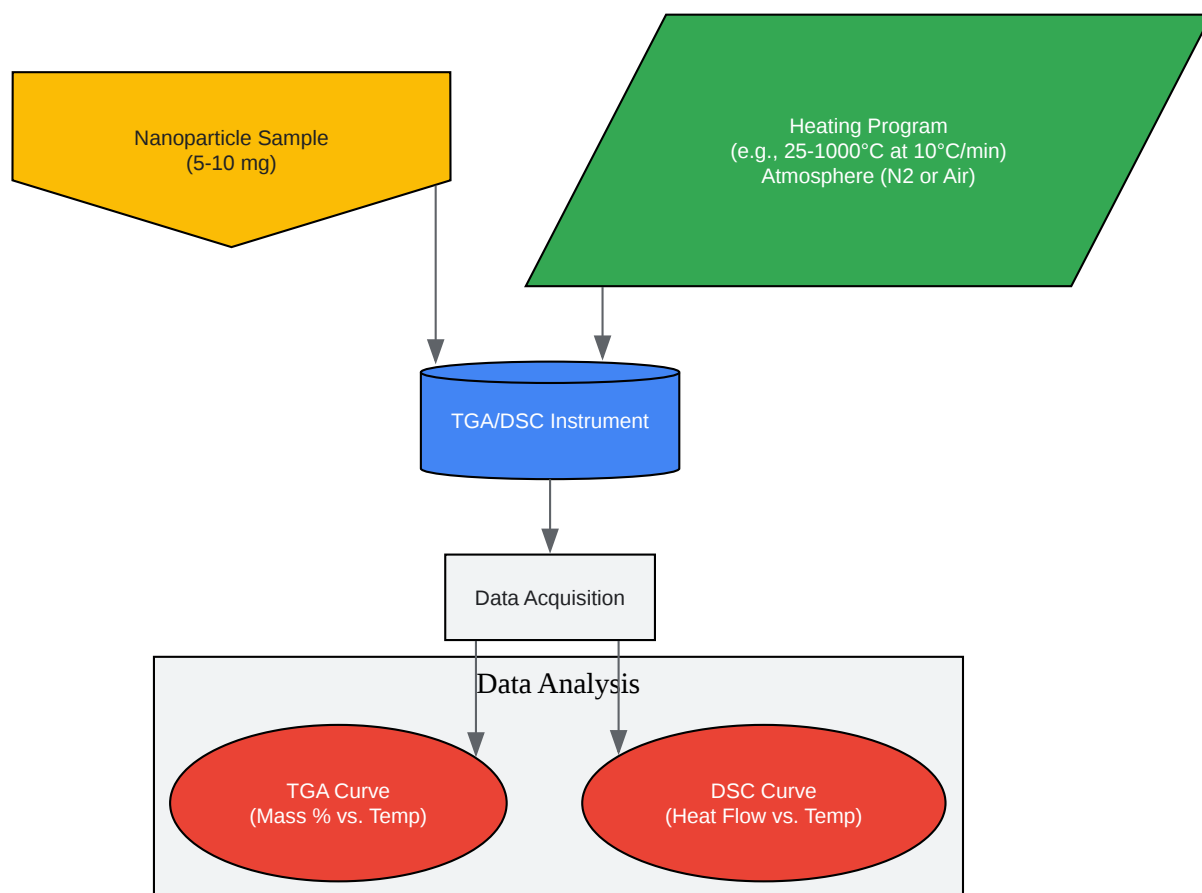 Nanoparticle Sample
(5-10 mg)
Heating Program
(e.g., 25-1000°C at 10°C/min)
Atmosphere (N2 or Air)
TGA/DSC Instrument
Data Acquisition
Data Analysis
TGA Curve
(Mass % vs. Temp)
DSC Curve
(Heat Flow vs. Temp)